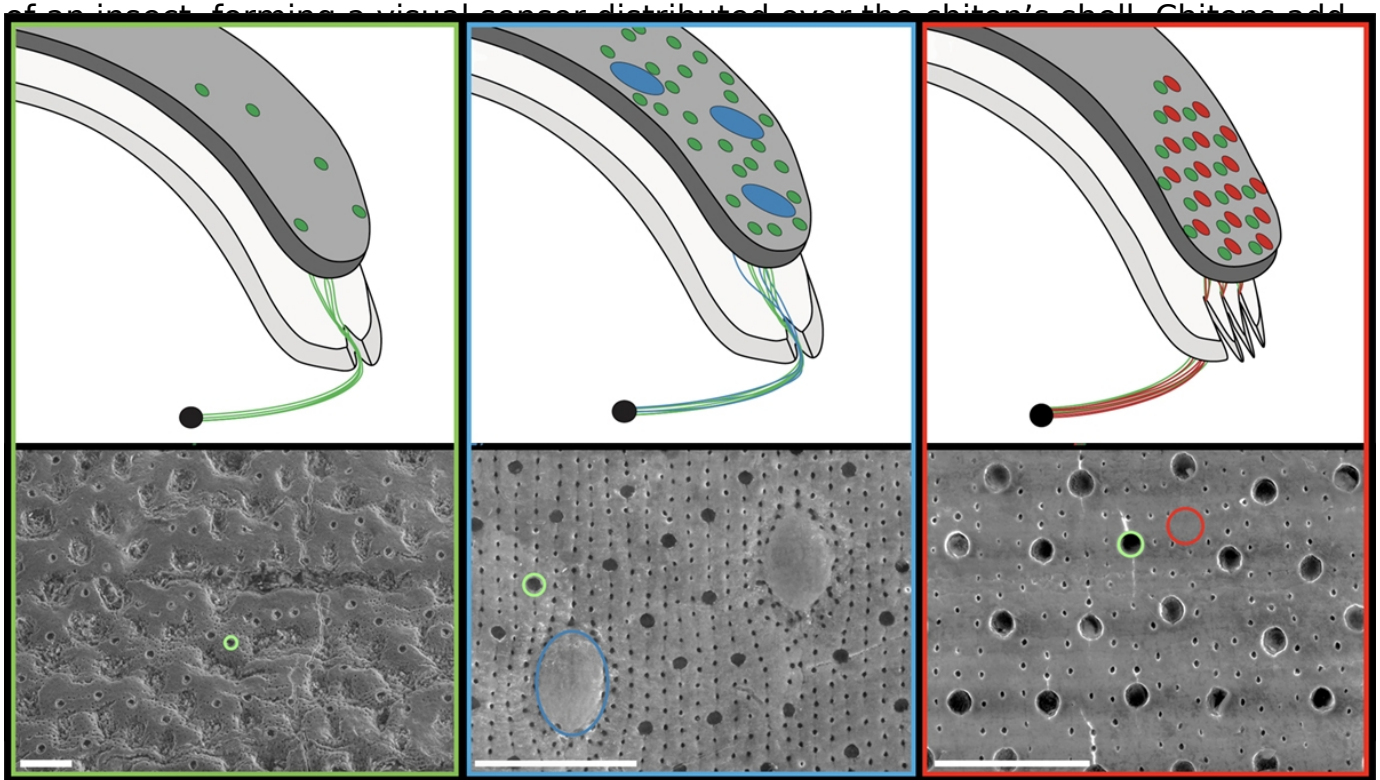 of an insect, forming a visual sensor distributed over the chiton's shell. Chitons add